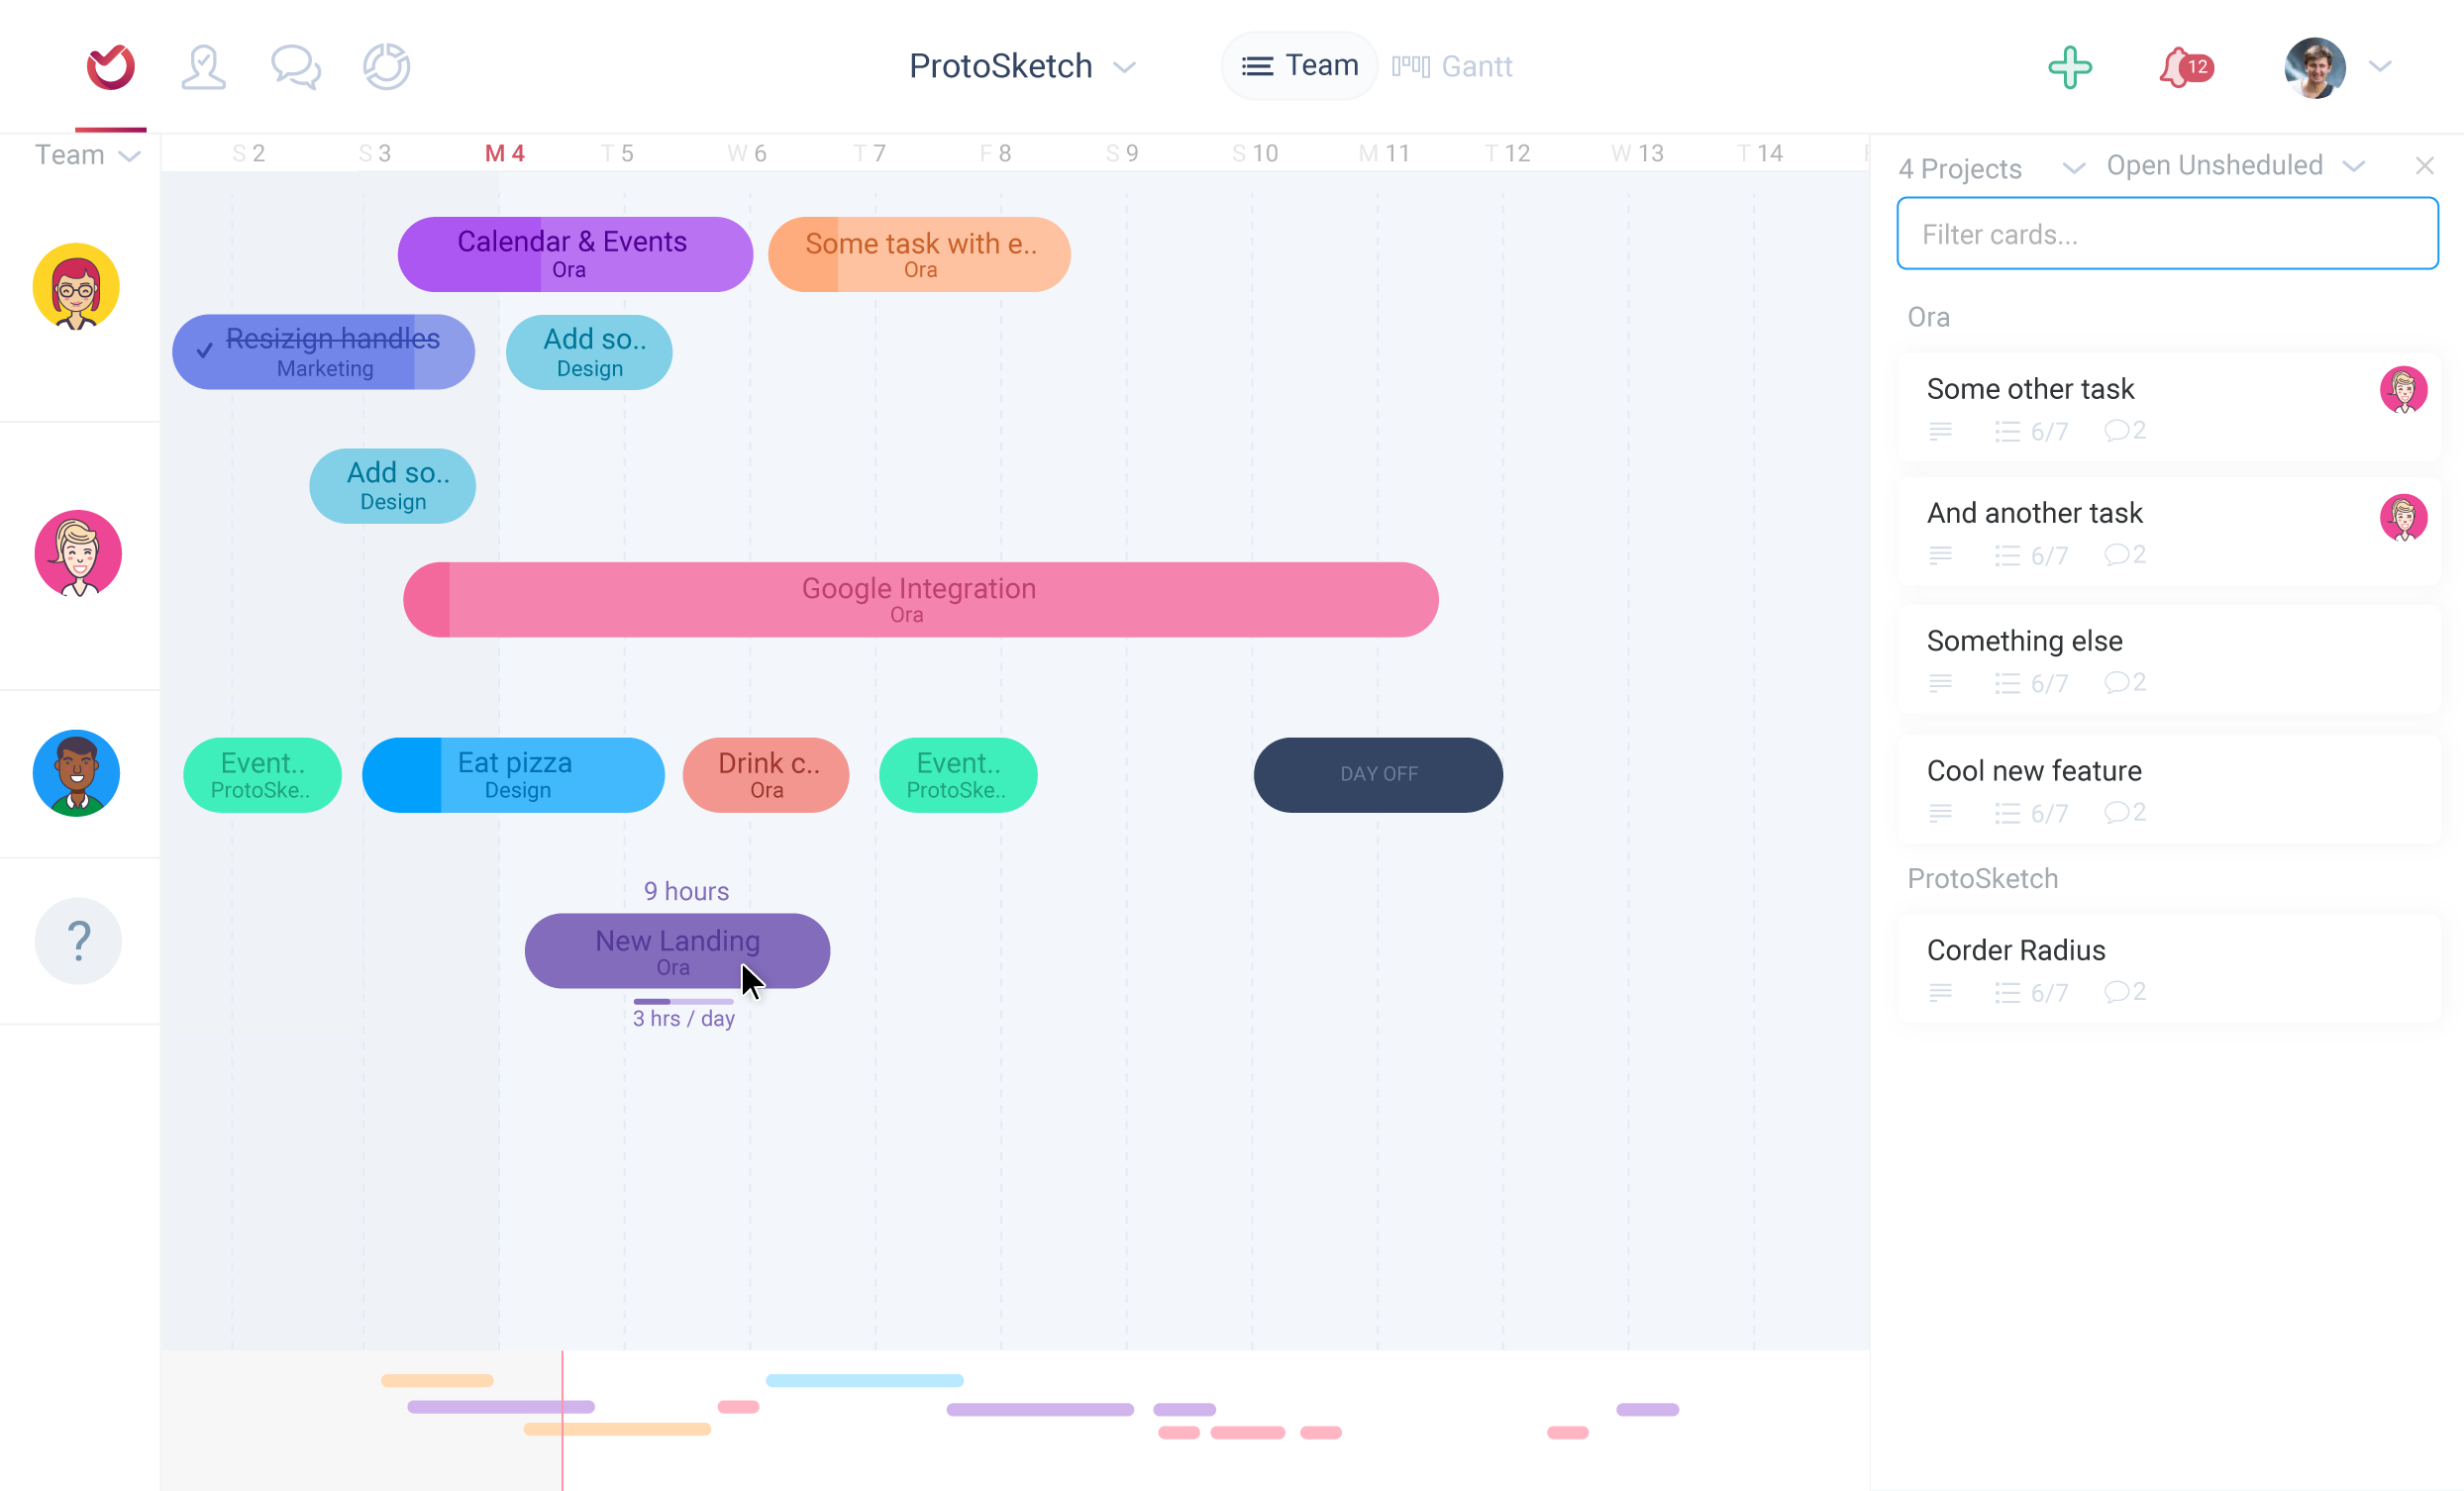 ProtoSketch
Team
Gantt
12
Team
S 2
S 3
M 4
T 5
W 6
T 7
F 8
S 9
S 10
M 11
T 12
W 13
T 14
4 Projects
Open Unsheduled
Filter cards...
Calendar & Events
Ora
Some task with e..
Ora
Resizign handles
Marketing
Add so..
Design
Add so..
Design
Google Integration
Ora
Event..
ProtoSke..
Eat pizza
Design
Drink c..
Ora
Event..
ProtoSke..
DAY OFF
?
9 hours
New Landing
Ora
3 hrs / day
Ora
Some other task
6/7 2
And another task
6/7 2
Something else
6/7 2
Cool new feature
6/7 2
ProtoSketch
Corder Radius
6/7 2